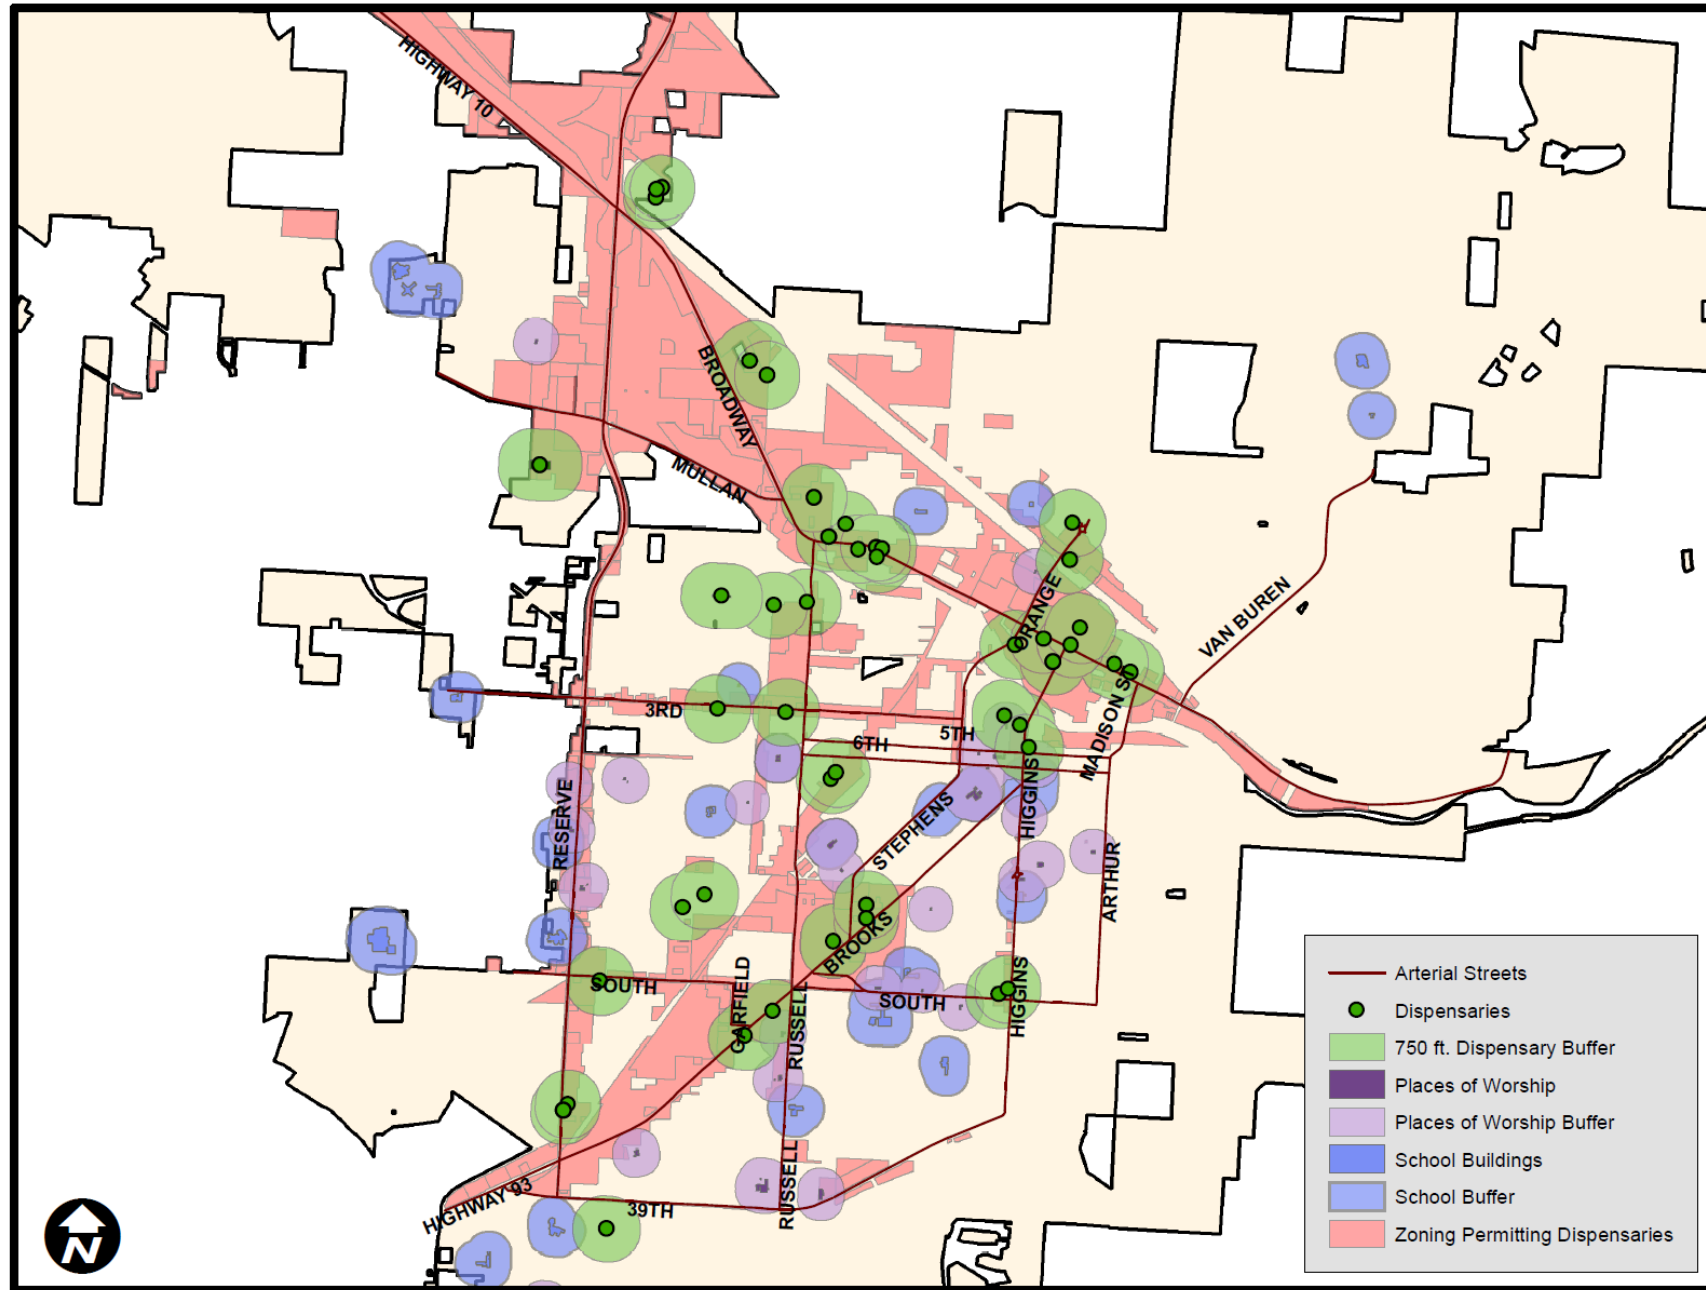 HIGHWAY 10
BROADWAY
MULLAN
ORANGE
VAN BUREN
MADISON ST
3RD
5TH
6TH
RESERVE
STEPHENS
HIGGINS
ARTHUR
BROOKS
SOUTH
GARFIELD
RUSSELL
SOUTH
HIGGINS
RUSSELL
HIGHWAY 93
39TH
N
Arterial Streets
Dispensaries
750 ft. Dispensary Buffer
Places of Worship
Places of Worship Buffer
School Buildings
School Buffer
Zoning Permitting Dispensaries